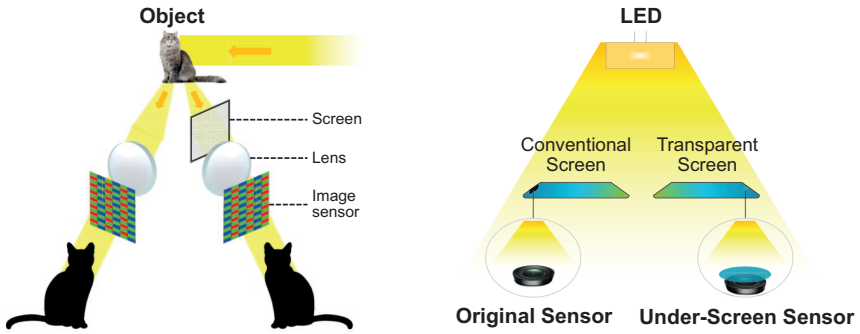 Object
Screen
Lens
Image
sensor
LED
Conventional
Screen
Transparent
Screen
Original Sensor
Under-Screen Sensor